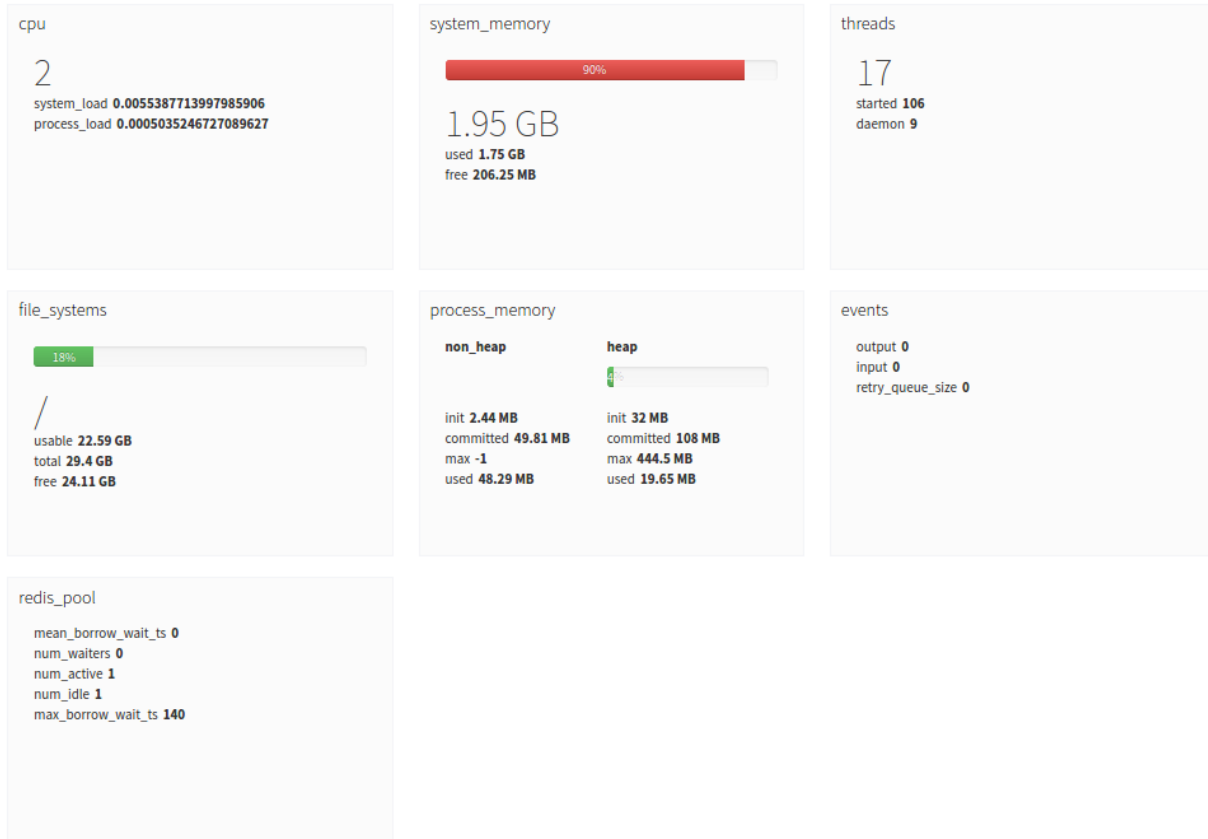 cpu
2
system_load 0.0055387713997985906
process_load 0.0005035246727089627
system_memory
90%
1.95 GB
used 1.75 GB
free 206.25 MB
threads
17
started 106
daemon 9
file_systems
18%
/
usable 22.59 GB
total 29.4 GB
free 24.11 GB
process_memory
non_heap
init 2.44 MB
committed 49.81 MB
max -1
used 48.29 MB
heap
4%
init 32 MB
committed 108 MB
max 444.5 MB
used 19.65 MB
events
output 0
input 0
retry_queue_size 0
redis_pool
mean_borrow_wait_ts 0
num_waiters 0
num_active 1
num_idle 1
max_borrow_wait_ts 140